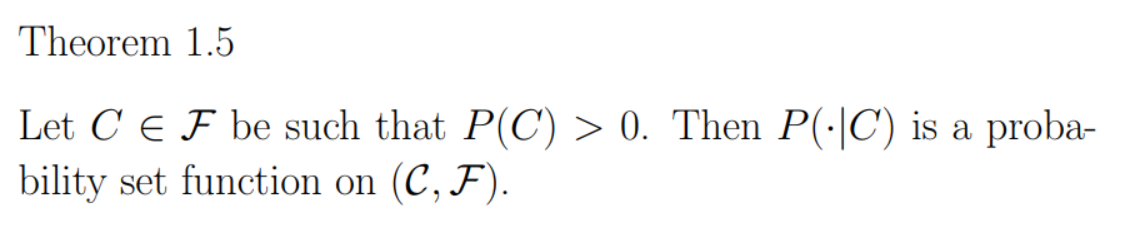 Theorem 1.5
Let C ∈ ℱ be such that P(C) > 0. Then P(·|C) is a proba-
bility set function on (𝒞, ℱ).